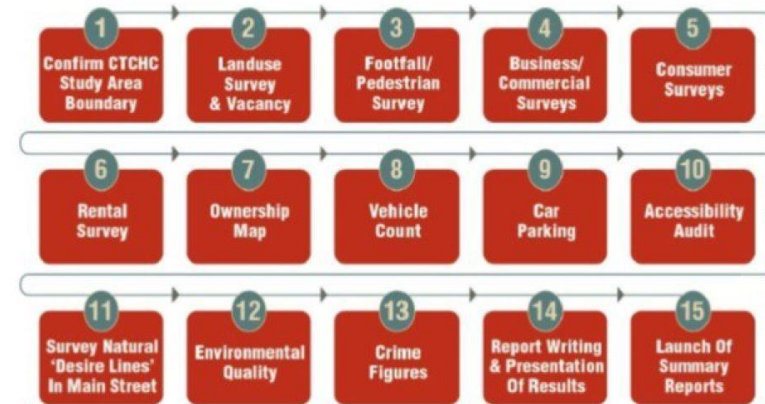 1
Confirm CTCHC
Study Area
Boundary
2
Landuse
Survey
& Vacancy
3
Footfall/
Pedestrian
Survey
4
Business/
Commercial
Surveys
5
Consumer
Surveys
6
Rental
Survey
7
Ownership
Map
8
Vehicle
Count
9
Car
Parking
10
Accessibility
Audit
11
Survey Natural
'Desire Lines'
In Main Street
12
Environmental
Quality
13
Crime
Figures
14
Report Writing
& Presentation
Of Results
15
Launch Of
Summary
Reports